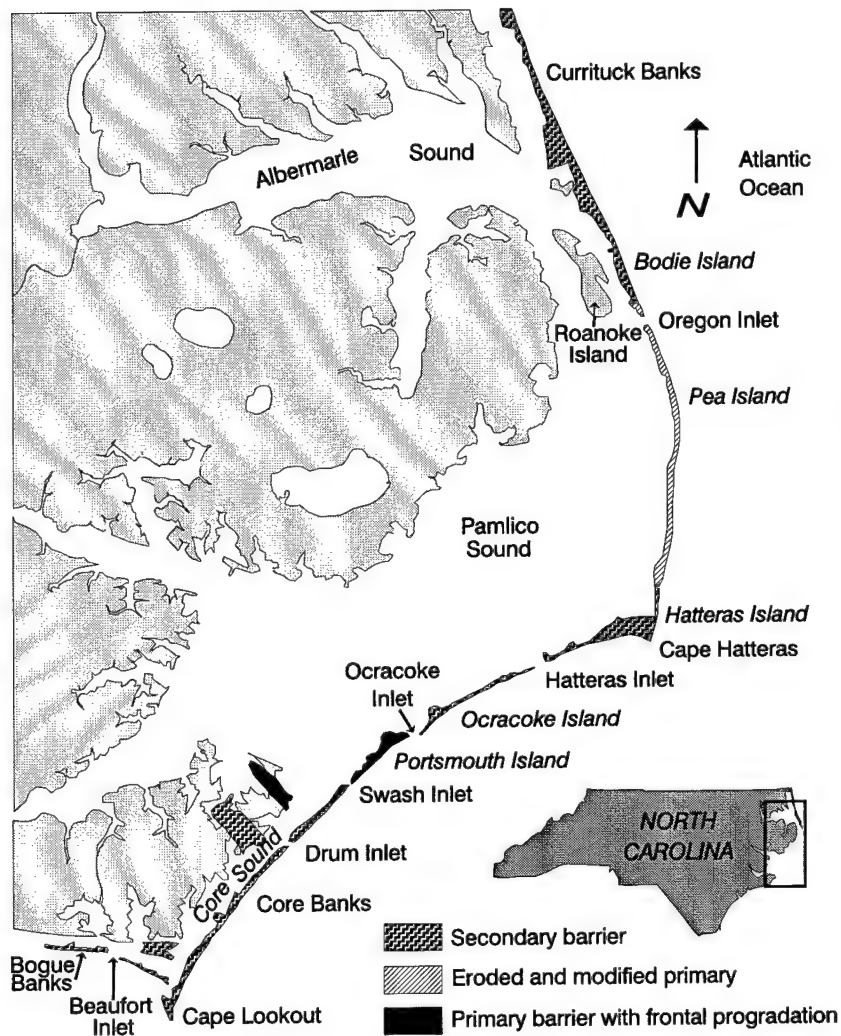 Currituck Banks
Albermarle Sound
N
Atlantic
Ocean
Bodie Island
Roanoke
Island
Oregon Inlet
Pea Island
Pamlico
Sound
Hatteras Island
Cape Hatteras
Hatteras Inlet
Ocracoke
Inlet
Ocracoke Island
Portsmouth Island
Swash Inlet
Drum Inlet
Core Sound
Core Banks
NORTH
CAROLINA
Bogue
Banks
Beaufort
Inlet
Cape Lookout
Secondary barrier
Eroded and modified primary
Primary barrier with frontal progradation